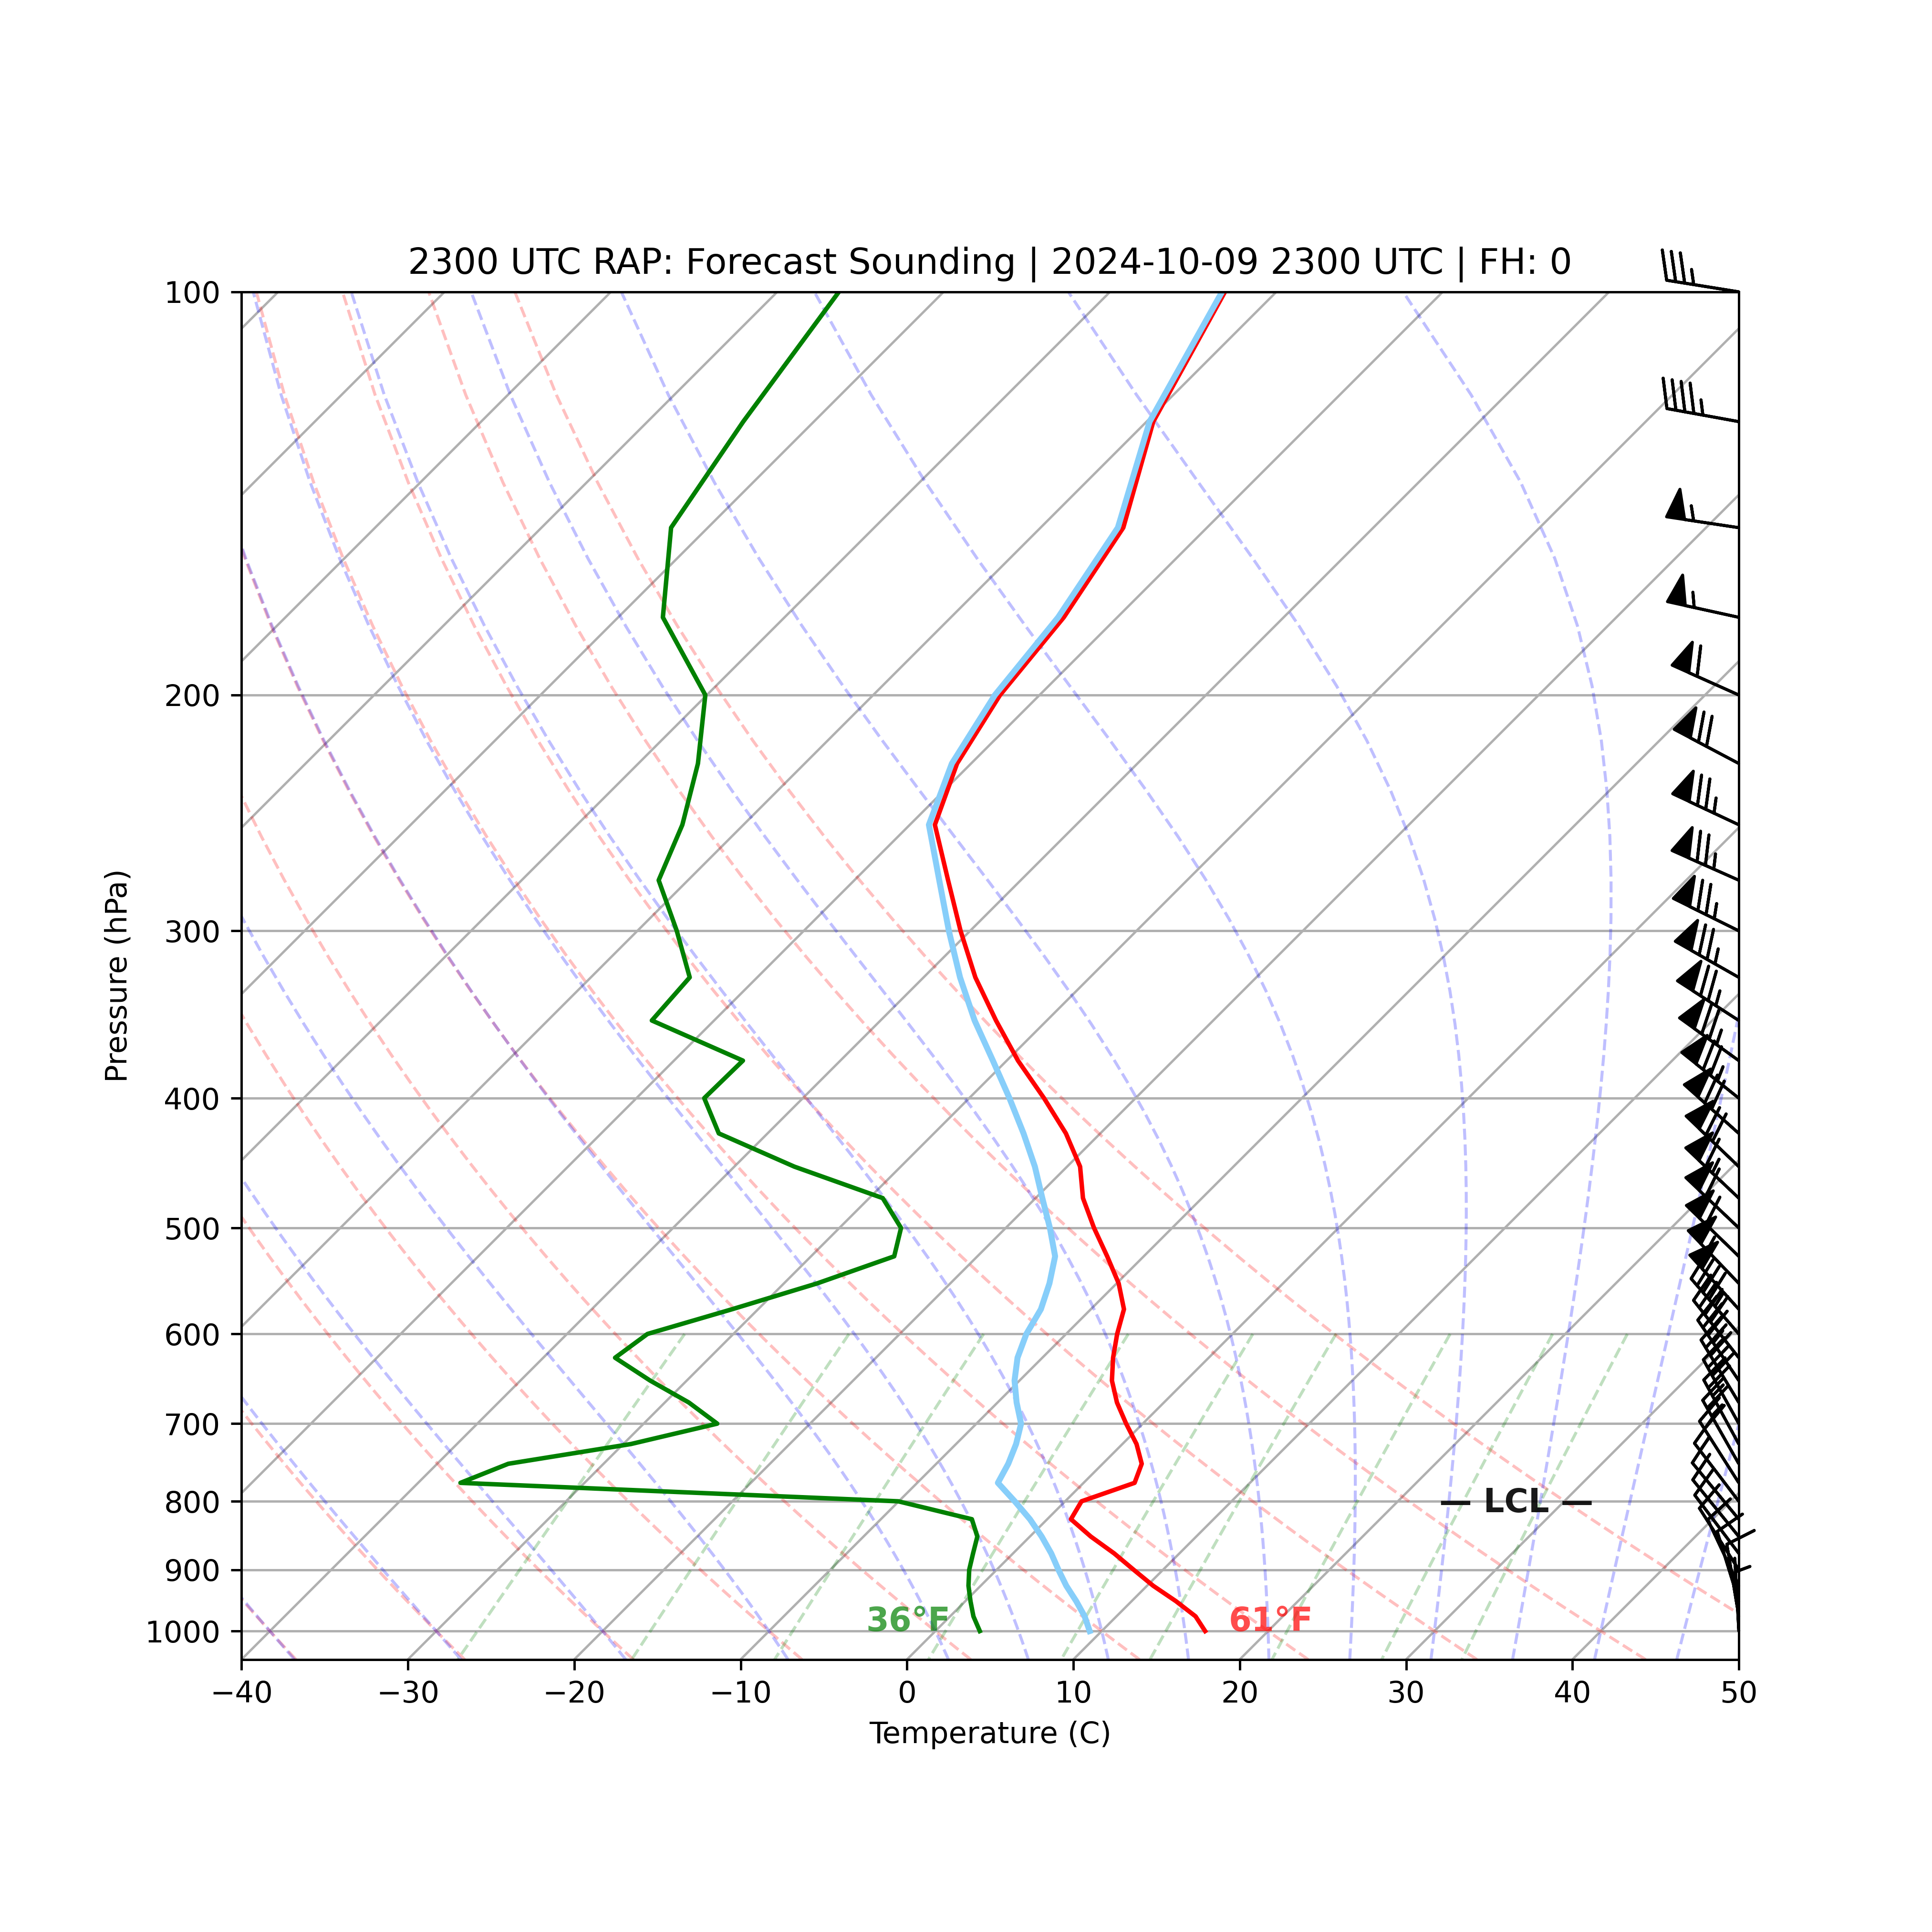 2300 UTC RAP: Forecast Sounding | 2024-10-09 2300 UTC | FH: 0
100
200
300
400
500
600
700
800
900
1000
Pressure (hPa)
— LCL —
36°F
61°F
−40 −30 −20 −10 0 10 20 30 40 50
Temperature (C)